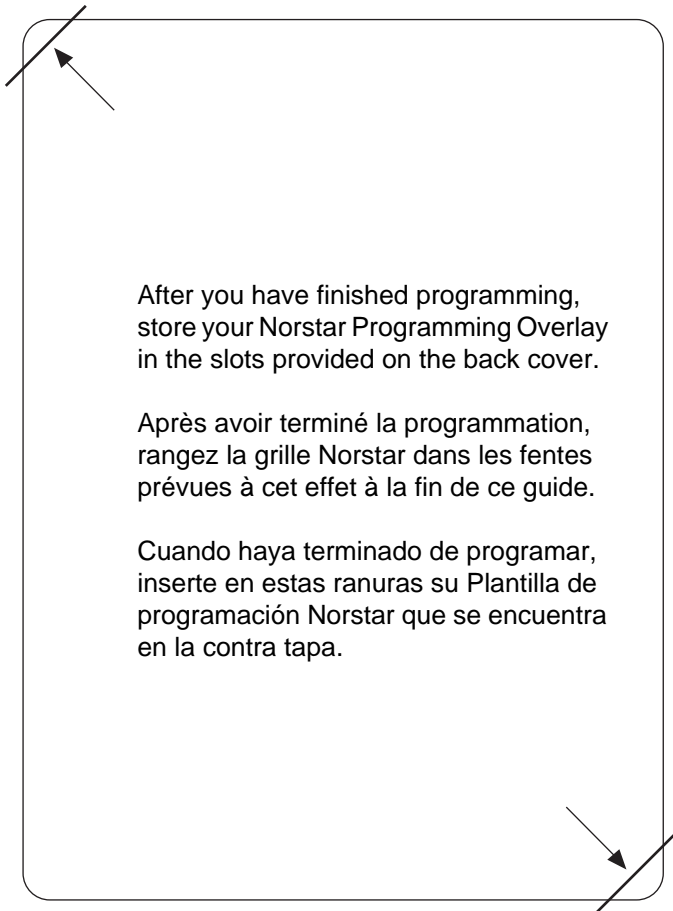 After you have finished programming,
store your Norstar Programming Overlay
in the slots provided on the back cover.
Après avoir terminé la programmation,
rangez la grille Norstar dans les fentes
prévues à cet effet à la fin de ce guide.
Cuando haya terminado de programar,
inserte en estas ranuras su Plantilla de
programación Norstar que se encuentra
en la contra tapa.